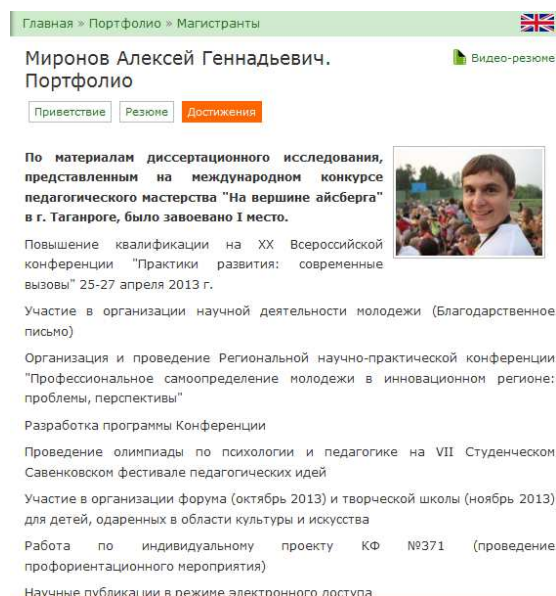 Главная » Портфолио » Магистранты
Миронов Алексей Геннадьевич.
Портфолио
Видео-резюме
Приветствие Резюме Достижения
По материалам диссертационного исследования,
представленным на международном конкурсе
педагогического мастерства "На вершине айсберга"
в г. Таганроге, было завоевано I место.
Повышение квалификации на XX Всероссийской
конференции "Практики развития: современные
вызовы" 25-27 апреля 2013 г.
Участие в организации научной деятельности молодежи (Благодарственное
письмо)
Организация и проведение Региональной научно-практической конференции
"Профессиональное самоопределение молодежи в инновационном регионе:
проблемы, перспективы"
Разработка программы Конференции
Проведение олимпиады по психологии и педагогике на VII Студенческом
Савенковском фестивале педагогических идей
Участие в организации форума (октябрь 2013) и творческой школы (ноябрь 2013)
для детей, одаренных в области культуры и искусства
Работа по индивидуальному проекту КФ №371 (проведение
профориентационного мероприятия)
Научные публикации в режиме электронного доступа